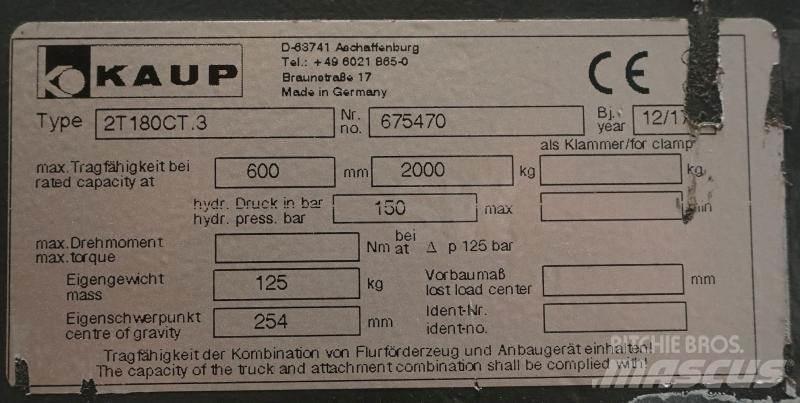 KAUP
D-63741 Aschaffenburg
Tel.: +49 6021 865-0
Braunstraße 17
Made in Germany
CE
Type 2T180CT.3 Nr. no. 675470 Bj. year 12/17
als Klammer/for clamp
max. Tragfähigkeit bei
rated capacity at 600 mm 2000 kg kg
hydr. Druck in bar
hydr. press. bar 150 max
max. Drehmoment
max. torque Nm bei at Δ p 125 bar
Eigengewicht
mass 125 kg
Vorbaumaß
lost load center mm
Eigenschwerpunkt
centre of gravity 254 mm
Ident-Nr.
ident-no.
Tragfähigkeit der Kombination von Flurförderzeug und Anbaugerät einhalten!
The capacity of the truck and attachment combination shall be complied with!
RITCHIE BROS.
MASCUS